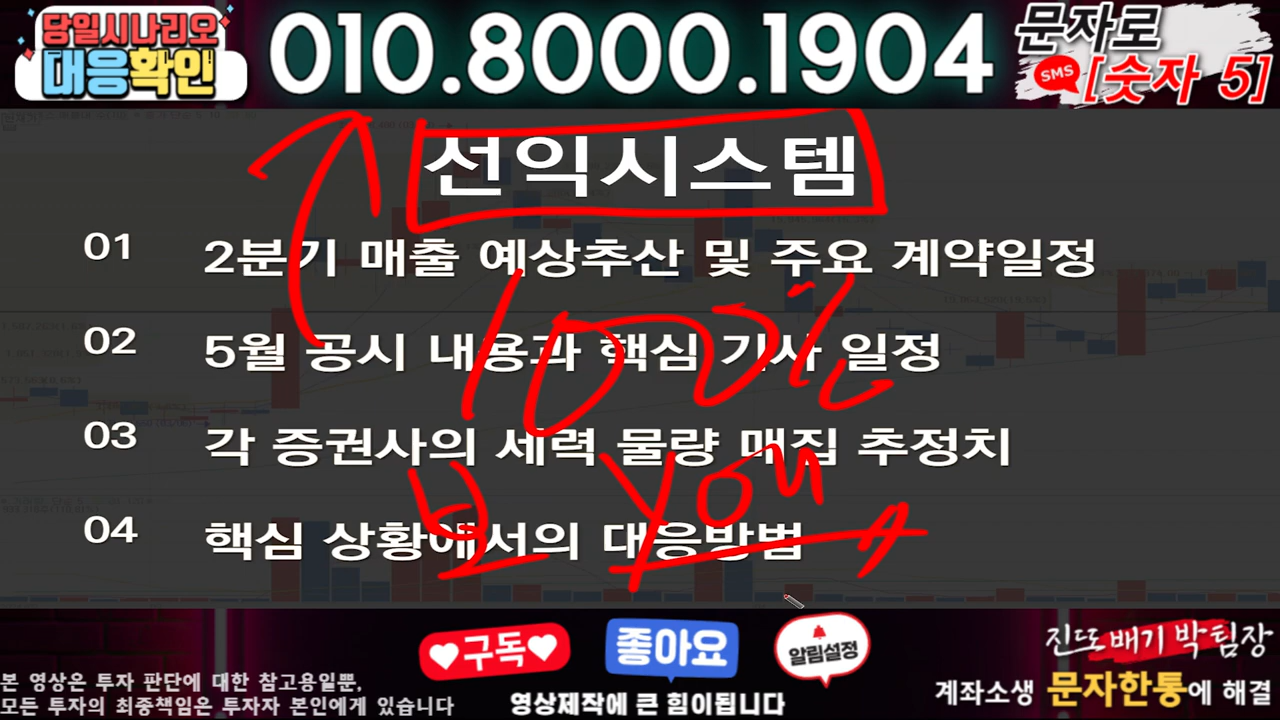 당일시나리오
대응확인
010.8000.1904
문자로
SMS
[숫자 5]
선익시스템
01 2분기 매출 예상추산 및 주요 계약일정
02 5월 공시 내용과 핵심 기사 일정
100%
03 각 증권사의 세력 물량 매집 추정치
보 you
04 핵심 상황에서의 대응방법
구독
좋아요
알림설정
영상제작에 큰 힘이됩니다
본 영상은 투자 판단에 대한 참고용일뿐,
모든 투자의 최종책임은 투자자 본인에게 있습니다
진또배기 박팀장
계좌소생 문자한통에 해결